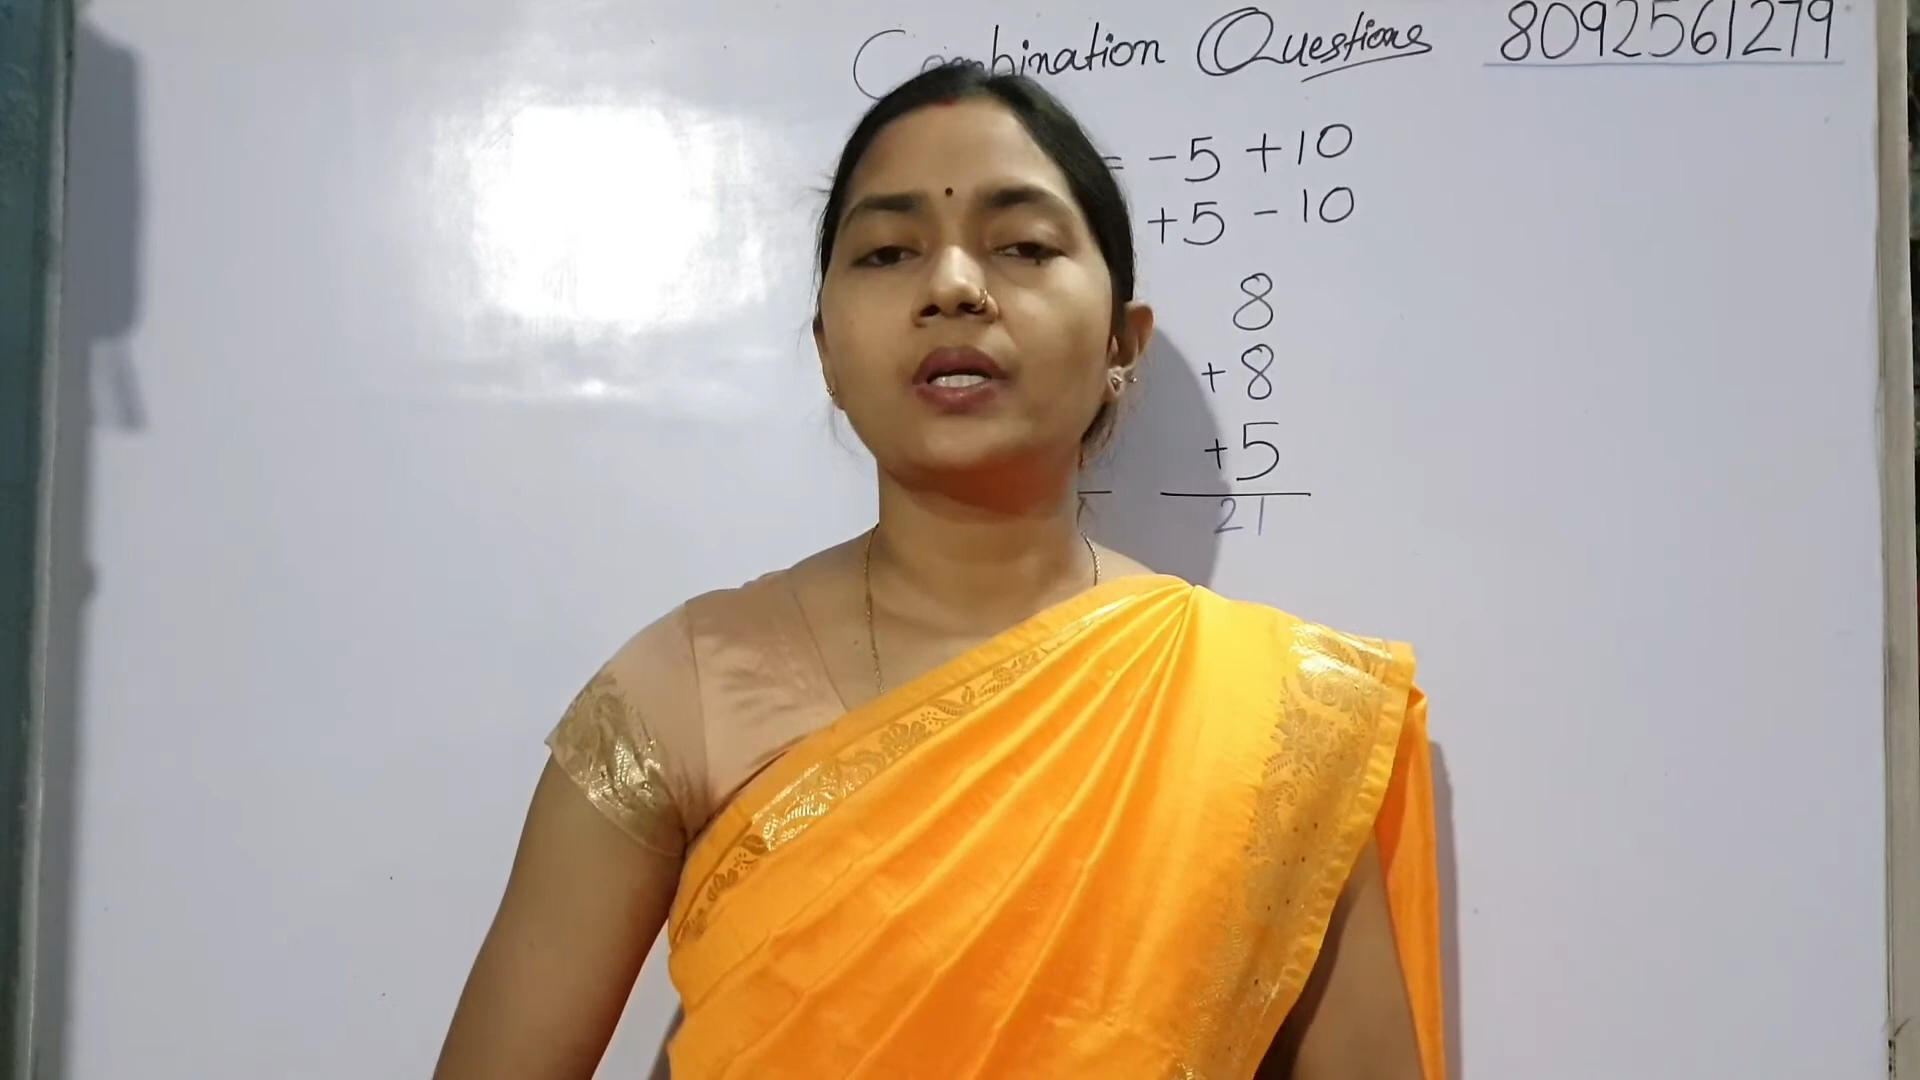 Combination Questions 8092561279
= -5 +10
+5 -10
8
+8
+5
21